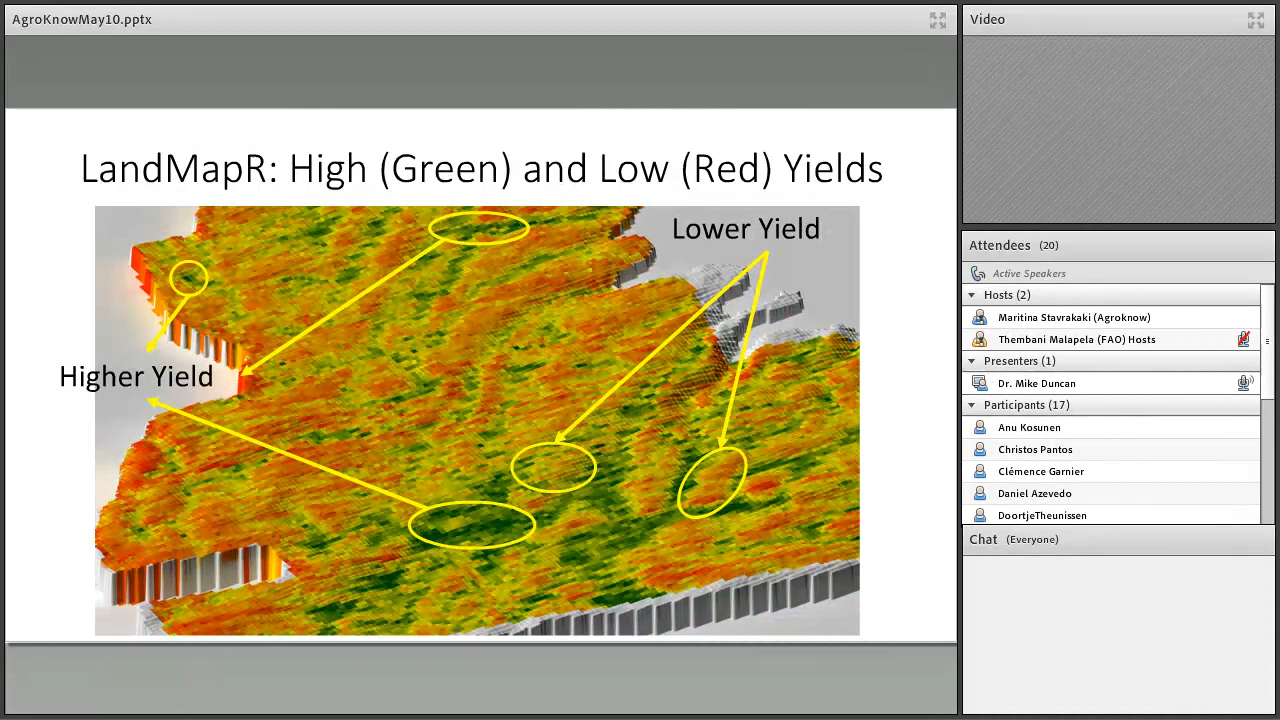 AgroKnowMay10.pptx
LandMapR: High (Green) and Low (Red) Yields
Lower Yield
Higher Yield
Video
Attendees (20)
Active Speakers
Hosts (2)
Maritina Stavrakaki (Agroknow)
Thembani Malapela (FAO) Hosts
Presenters (1)
Dr. Mike Duncan
Participants (17)
Anu Kosunen
Christos Pantos
Clémence Garnier
Daniel Azevedo
DoortjeTheunissen
Chat (Everyone)